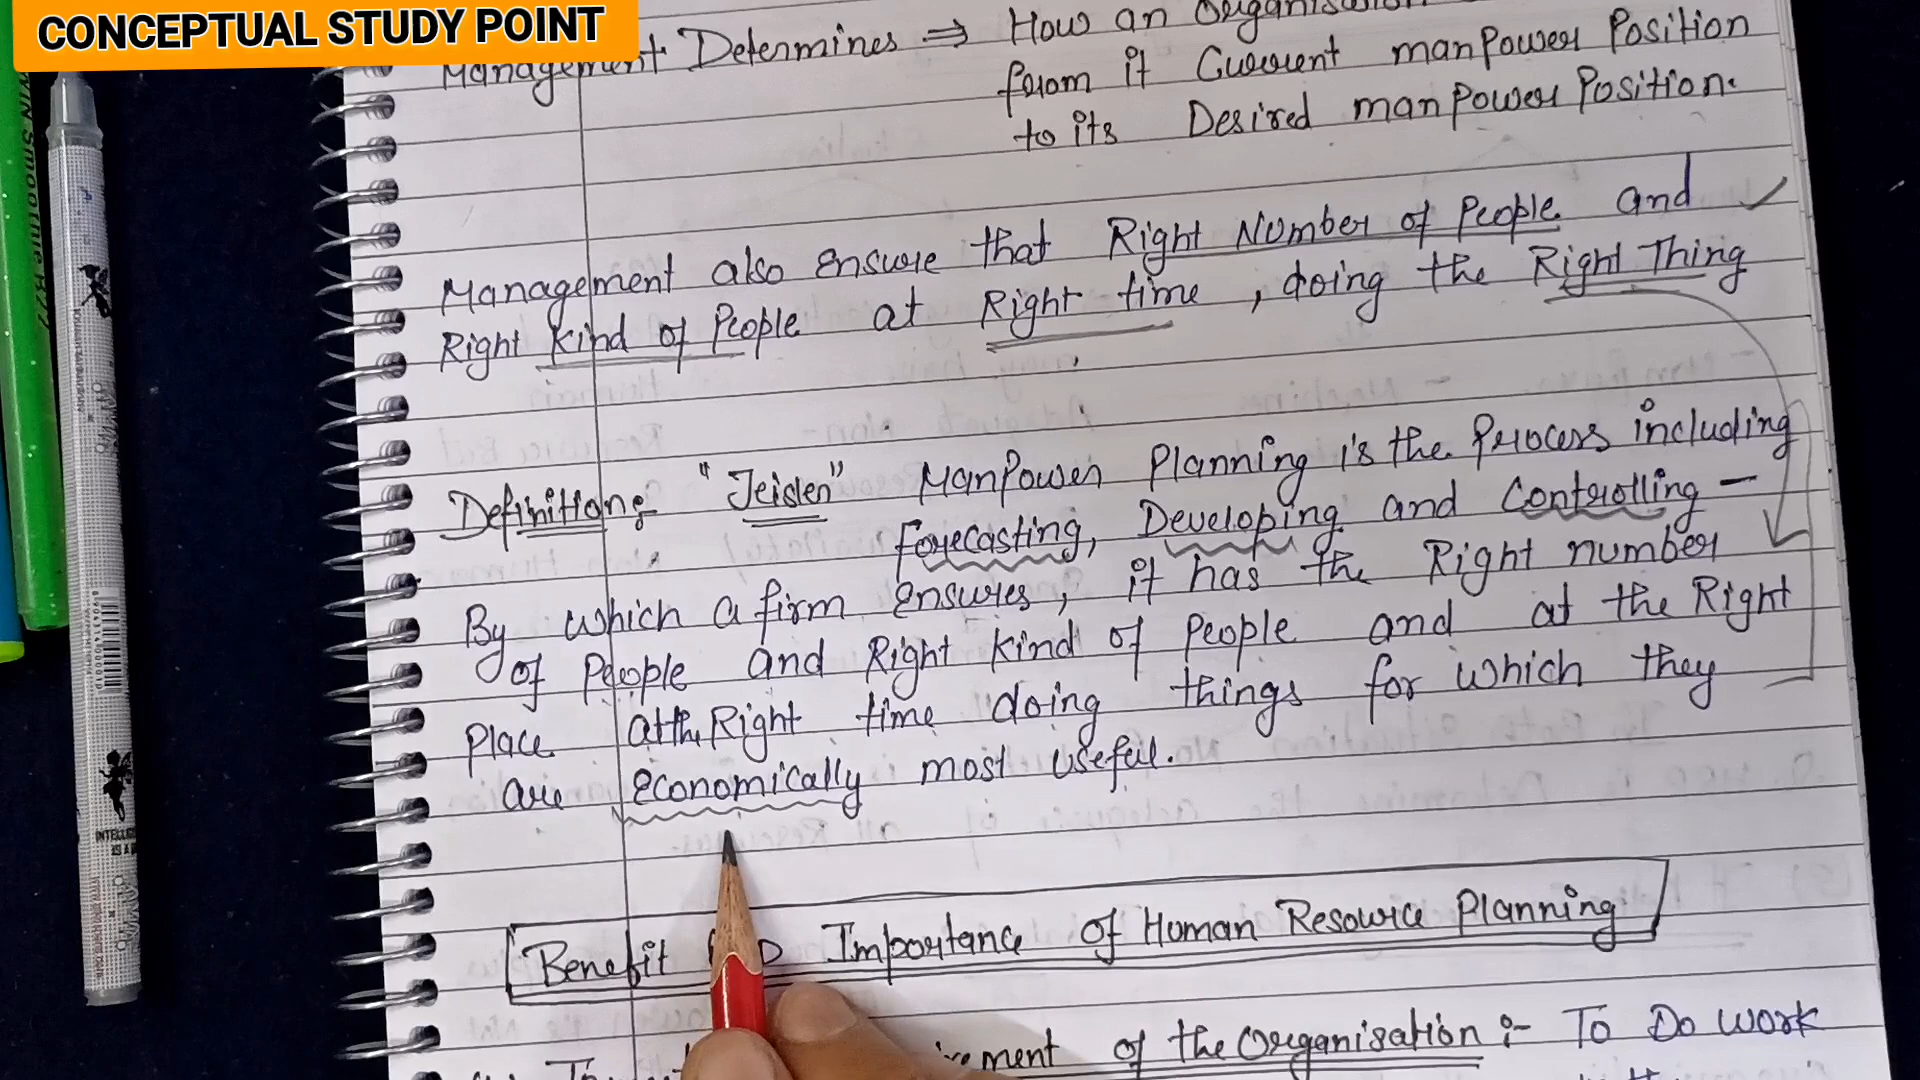 CONCEPTUAL STUDY POINT
Management Determines ⇒ How an Organisation
from it Current manpower Position
to its Desired manpower Position.
Management also ensure that Right Number of People and
Right Kind of People at Right time, doing the Right Thing
Definition:- "Jeislen" Manpower Planning is the Process including
forecasting, Developing and Controlling –
By which a firm ensures, it has the Right number
of People and Right Kind of People and at the Right
Place at the Right time doing things for which they
are economically most useful.
Benefit Importance of Human Resource Planning
of the Organisation :- To Do work